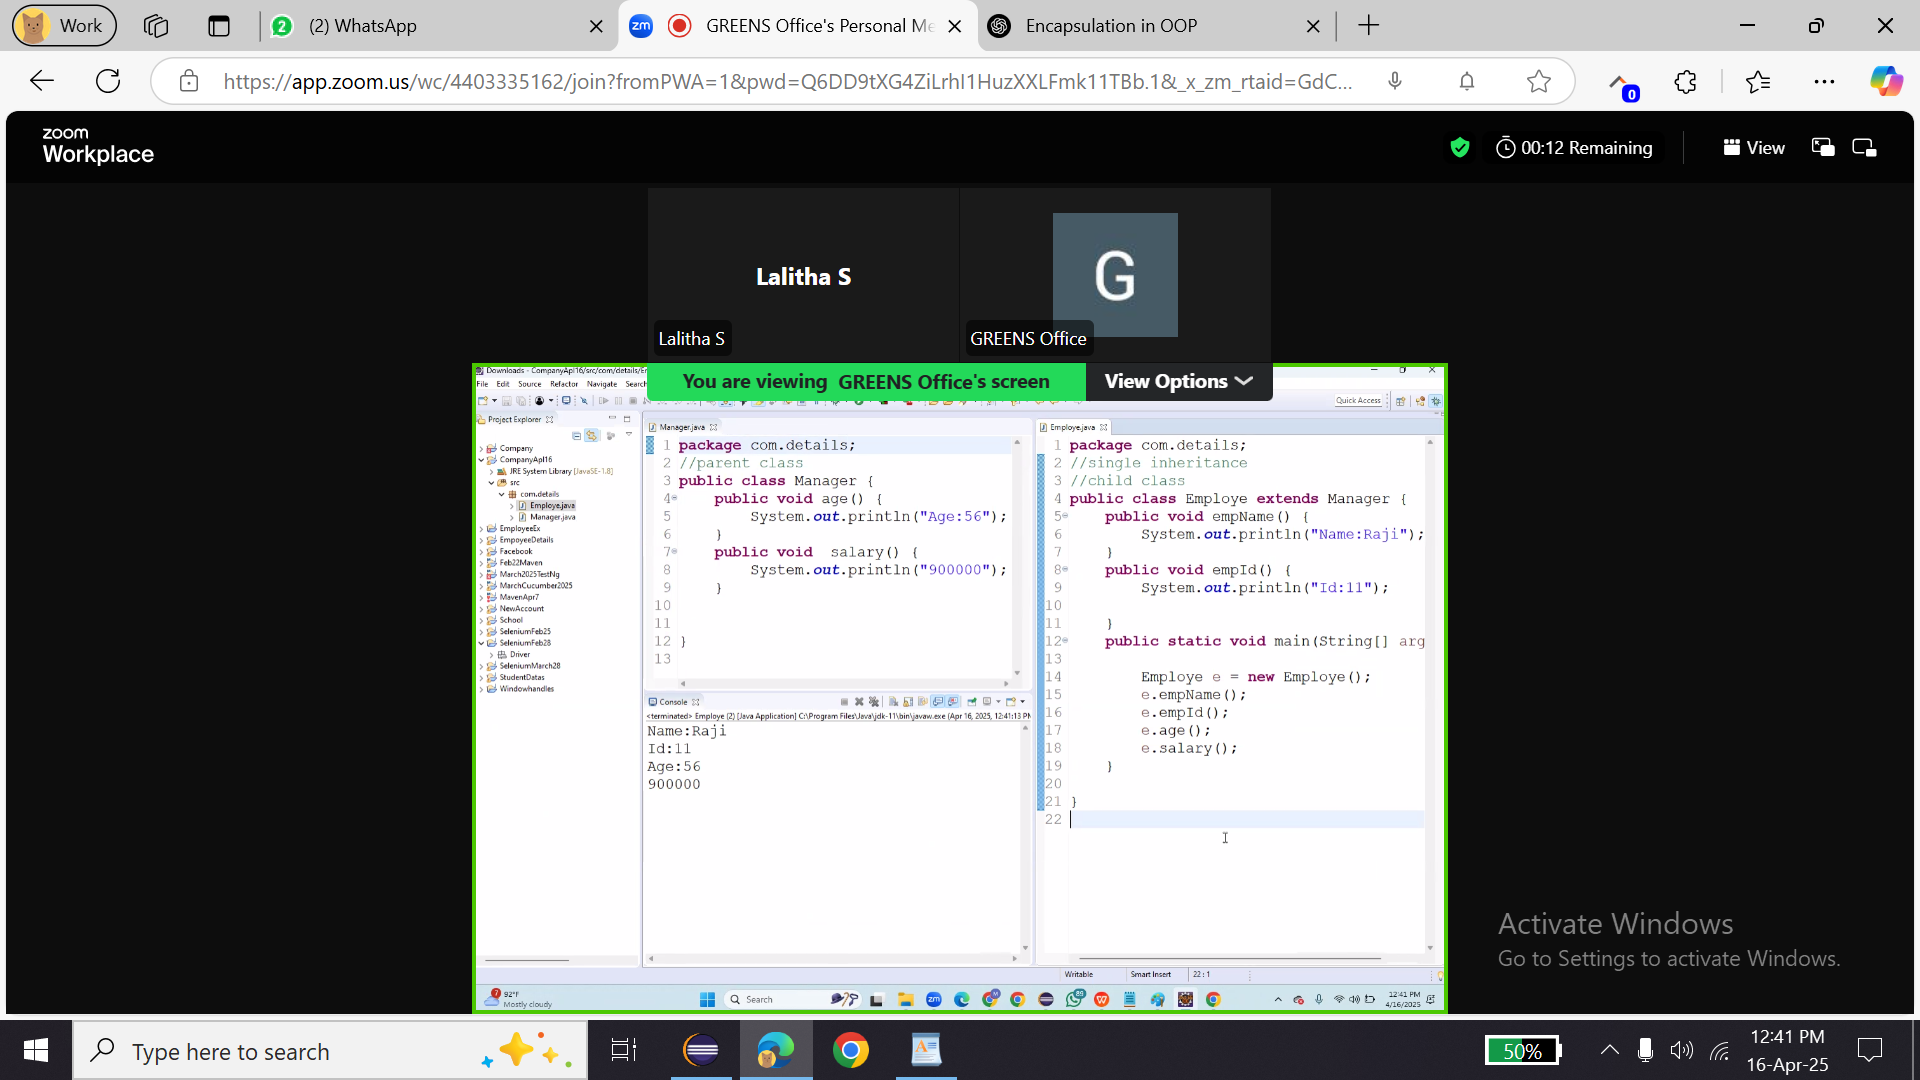 Work
(2) WhatsApp
GREENS Office's Personal Me
Encapsulation in OOP
https://app.zoom.us/wc/4403335162/join?fromPWA=1&pwd=Q6DD9tXG4ZiLrhI1HuzXXLFmk11TBb.1&_x_zm_rtaid=GdC...
0
zoom
Workplace
00:12 Remaining
View
Lalitha S
G
Lalitha S
GREENS Office
You are viewing GREENS Office's screen
View Options
Downloads - CompanyApl16/src/com/details/
File Edit Source Refactor Navigate Search
Quick Access
Project Explorer
Company
CompanyApl16
JRE System Library [JavaSE-1.8]
src
com.details
Employe.java
Manager.java
EmployeeEx
EmpoyeeDetails
Facebook
Feb22Maven
March2025TestNg
MarchCucumber2025
MavenApr7
NewAccount
School
SeleniumFeb25
SeleniumFeb28
Driver
SeleniumMarch28
StudentDatas
Windowhandles
Manager.java
1 package com.details;
2 //parent class
3 public class Manager {
4 public void age() {
5 System.out.println("Age:56");
6 }
7 public void salary() {
8 System.out.println("900000");
9 }
10
11
12 }
13
Console
<terminated> Employe (2) [Java Application] C:\Program Files\Java\jdk-11\bin\javaw.exe (Apr 16, 2025, 12:41:13 PM
Name:Raji
Id:11
Age:56
900000
Employe.java
1 package com.details;
2 //single inheritance
3 //child class
4 public class Employe extends Manager {
5 public void empName() {
6 System.out.println("Name:Raji");
7 }
8 public void empId() {
9 System.out.println("Id:11");
10
11 }
12 public static void main(String[] arg
13
14 Employe e = new Employe();
15 e.empName();
16 e.empId();
17 e.age();
18 e.salary();
19 }
20
21 }
22
Writable
Smart Insert
22 : 1
92°F
Mostly cloudy
Search
12:41 PM
4/16/2025
Activate Windows
Go to Settings to activate Windows.
Type here to search
50%
12:41 PM
16-Apr-25